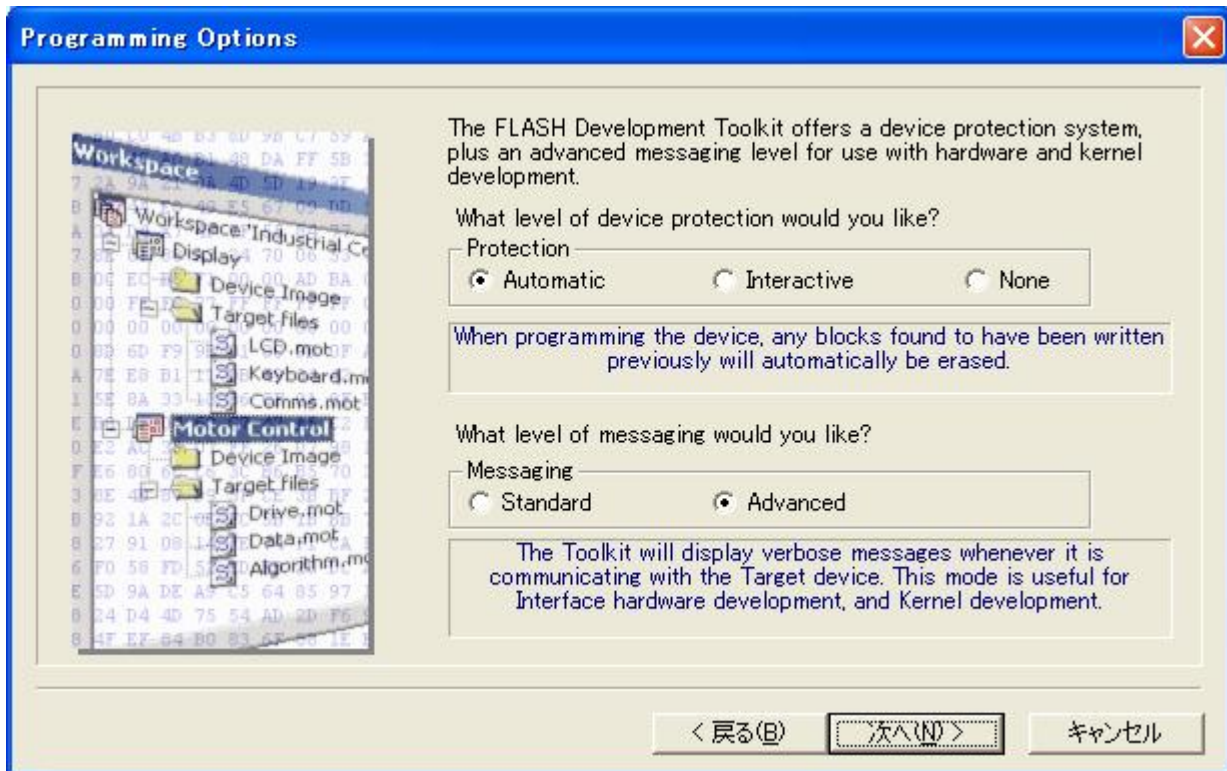 Programming Options
Workspace
Workspace 'Industrial Co
Display
Device Image
Target files
LCD.mot
Keyboard.mo
Comms.mot
Motor Control
Device Image
Target files
Drive.mot
Data.mot
Algorithm.mo
The FLASH Development Toolkit offers a device protection system,
plus an advanced messaging level for use with hardware and kernel
development.
What level of device protection would you like?
Protection
Automatic Interactive None
When programming the device, any blocks found to have been written
previously will automatically be erased.
What level of messaging would you like?
Messaging
Standard Advanced
The Toolkit will display verbose messages whenever it is
communicating with the Target device. This mode is useful for
Interface hardware development, and Kernel development.
< 戻る(B) 次へ(N) > キャンセル